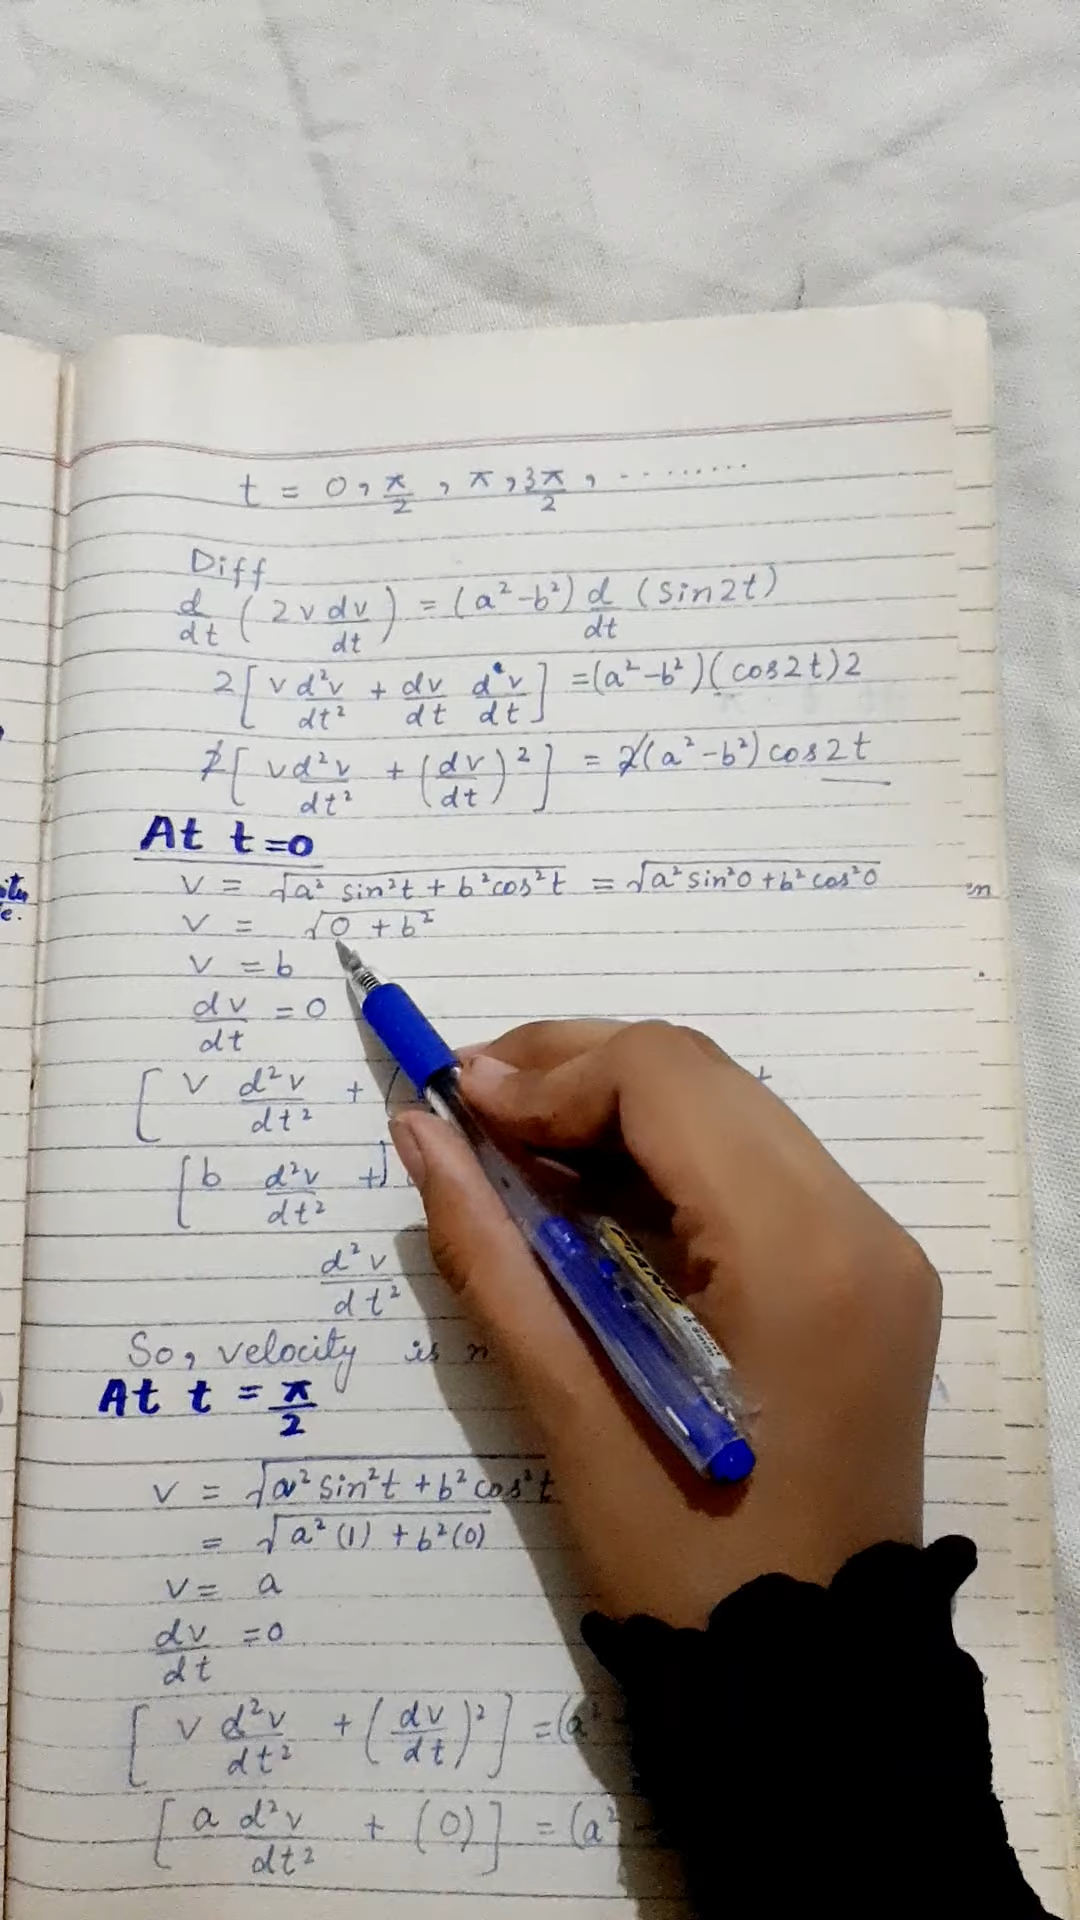 t = 0, π/2, π, 3π/2, .........
Diff
d/dt (2v dv/dt) = (a² - b²) d/dt (sin2t)
2[v d²v/dt² + dv/dt dv/dt] = (a² - b²)(cos2t)2
2[v d²v/dt² + (dv/dt)²] = 2(a² - b²) cos2t
At t=0
v = √(a² sin²t + b²cos²t) = √(a² sin²0 + b² cos²0)
v = √(0 + b²)
v = b
dv/dt = 0
[v d²v/dt² + (
[b d²v/dt² +
d²v/dt²
So, velocity is
At t = π/2
v = √(a² sin²t + b² cos²t)
= √(a²(1) + b²(0))
v = a
dv/dt = 0
[v d²v/dt² + (dv/dt)²] = (a²
[a d²v/dt² + (0)] = (a²